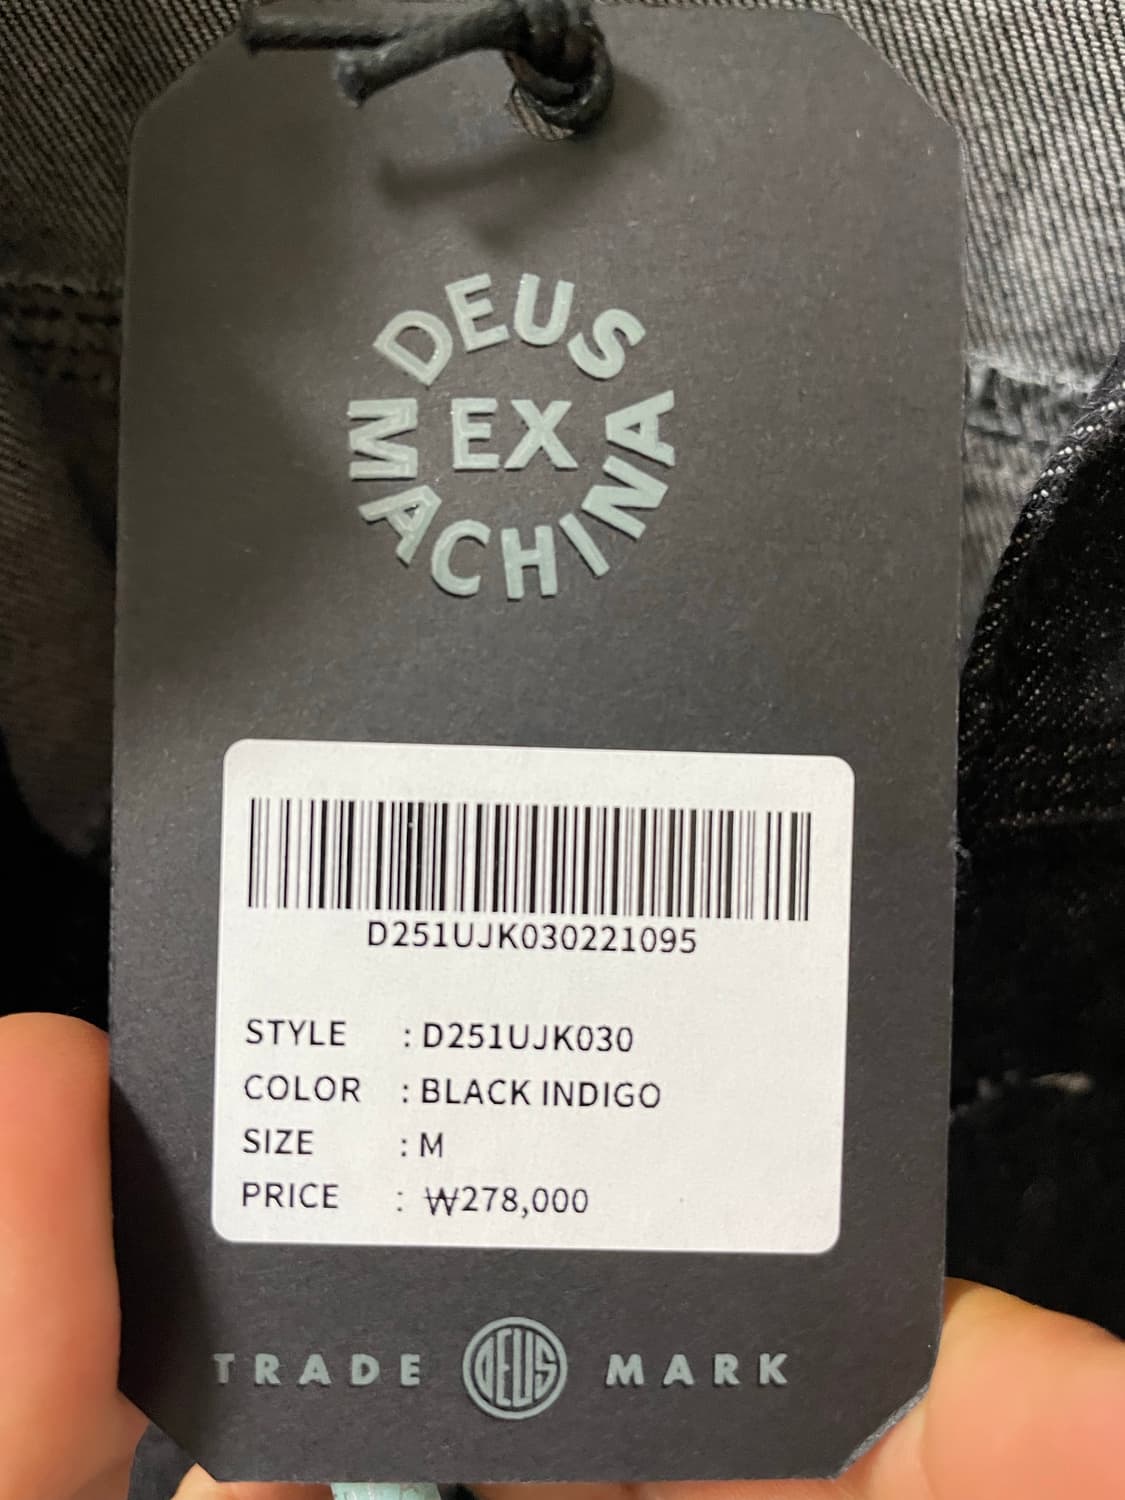 DEUS
EX
MACHINA
D251UJK030221095
STYLE : D251UJK030
COLOR : BLACK INDIGO
SIZE : M
PRICE : ₩278,000
TRADE DEUS MARK